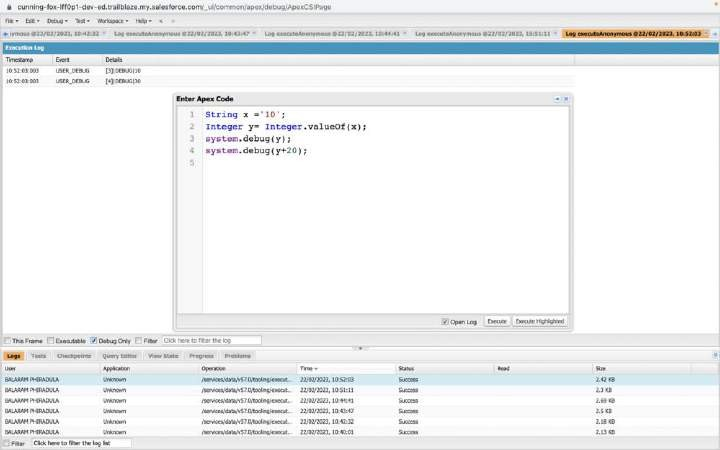 cunning-fox-lff0p1-dev-ed.trailblaze.my.salesforce.com/_ui/common/apex/debug/ApexCSIPage
File Edit Debug Test Workspace Help < >
Log executeAnonymous @22/02/2023, 10:42:32 Log executeAnonymous @22/02/2023, 10:43:47 Log executeAnonymous @22/02/2023, 10:44:41 Log executeAnonymous @22/02/2023, 10:51:11 Log executeAnonymous @22/02/2023, 10:52:03
Execution Log
Timestamp Event Details
10:52:03:003 USER_DEBUG [3]|DEBUG|10
10:52:03:003 USER_DEBUG [4]|DEBUG|30
Enter Apex Code
1 String x ='10';
2 Integer y= Integer.valueOf(x);
3 system.debug(y);
4 system.debug(y+20);
5
Open Log Execute Execute Highlighted
This Frame Executable Debug Only Filter Click here to filter the log
Logs Tests Checkpoints Query Editor View State Progress Problems
User Application Operation Time Status Read Size
BALARAM PHIRADULA Unknown /services/data/v57.0/tooling/execut... 22/02/2023, 10:52:03 Success 2.42 KB
BALARAM PHIRADULA Unknown /services/data/v57.0/tooling/execut... 22/02/2023, 10:51:11 Success 2.3 KB
BALARAM PHIRADULA Unknown /services/data/v57.0/tooling/execut... 22/02/2023, 10:44:41 Success 2.69 KB
BALARAM PHIRADULA Unknown /services/data/v57.0/tooling/execut... 22/02/2023, 10:43:47 Success 2.5 KB
BALARAM PHIRADULA Unknown /services/data/v57.0/tooling/execut... 22/02/2023, 10:42:32 Success 2.18 KB
BALARAM PHIRADULA Unknown /services/data/v57.0/tooling/execut... 22/02/2023, 10:40:01 Success 2.13 KB
Filter Click here to filter the log list